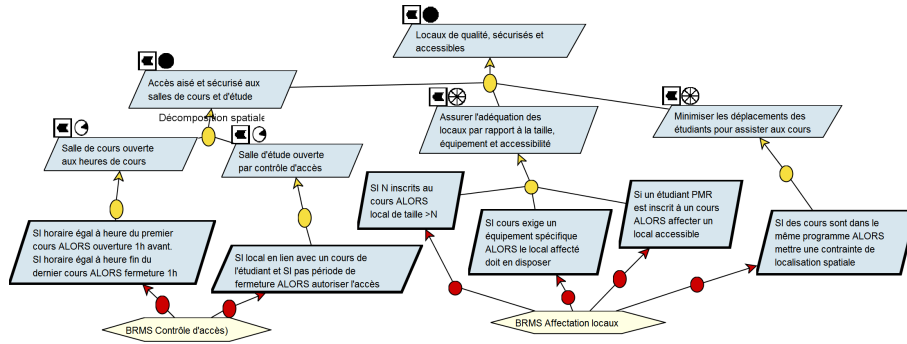 Locaux de qualité, sécurisés et
accessibles
Accès aisé et sécurisé aux
salles de cours et d'étude
Décomposition spatiale
Assurer l'adéquation des
locaux par rapport à la taille,
équipement et accessibilité
Minimiser les déplacements des
étudiants pour assister aux cours
Salle de cours ouverte
aux heures de cours
Salle d'étude ouverte
par contrôle d'accès
SI horaire égal à heure du premier
cours ALORS ouverture 1h avant.
SI horaire égal à heure fin du
dernier cours ALORS fermeture 1h
SI local en lien avec un cours de
l'étudiant et SI pas période de
fermeture ALORS autoriser l'accès
SI N inscrits au
cours ALORS
local de taille >N
SI cours exige un
équipement spécifique
ALORS le local affecté
doit en disposer
Si un étudiant PMR
est inscrit à un cours
ALORS affecter un
local accessible
SI des cours sont dans le
même programme ALORS
mettre une contrainte de
localisation spatiale
BRMS Contrôle d'accès)
BRMS Affectation locaux